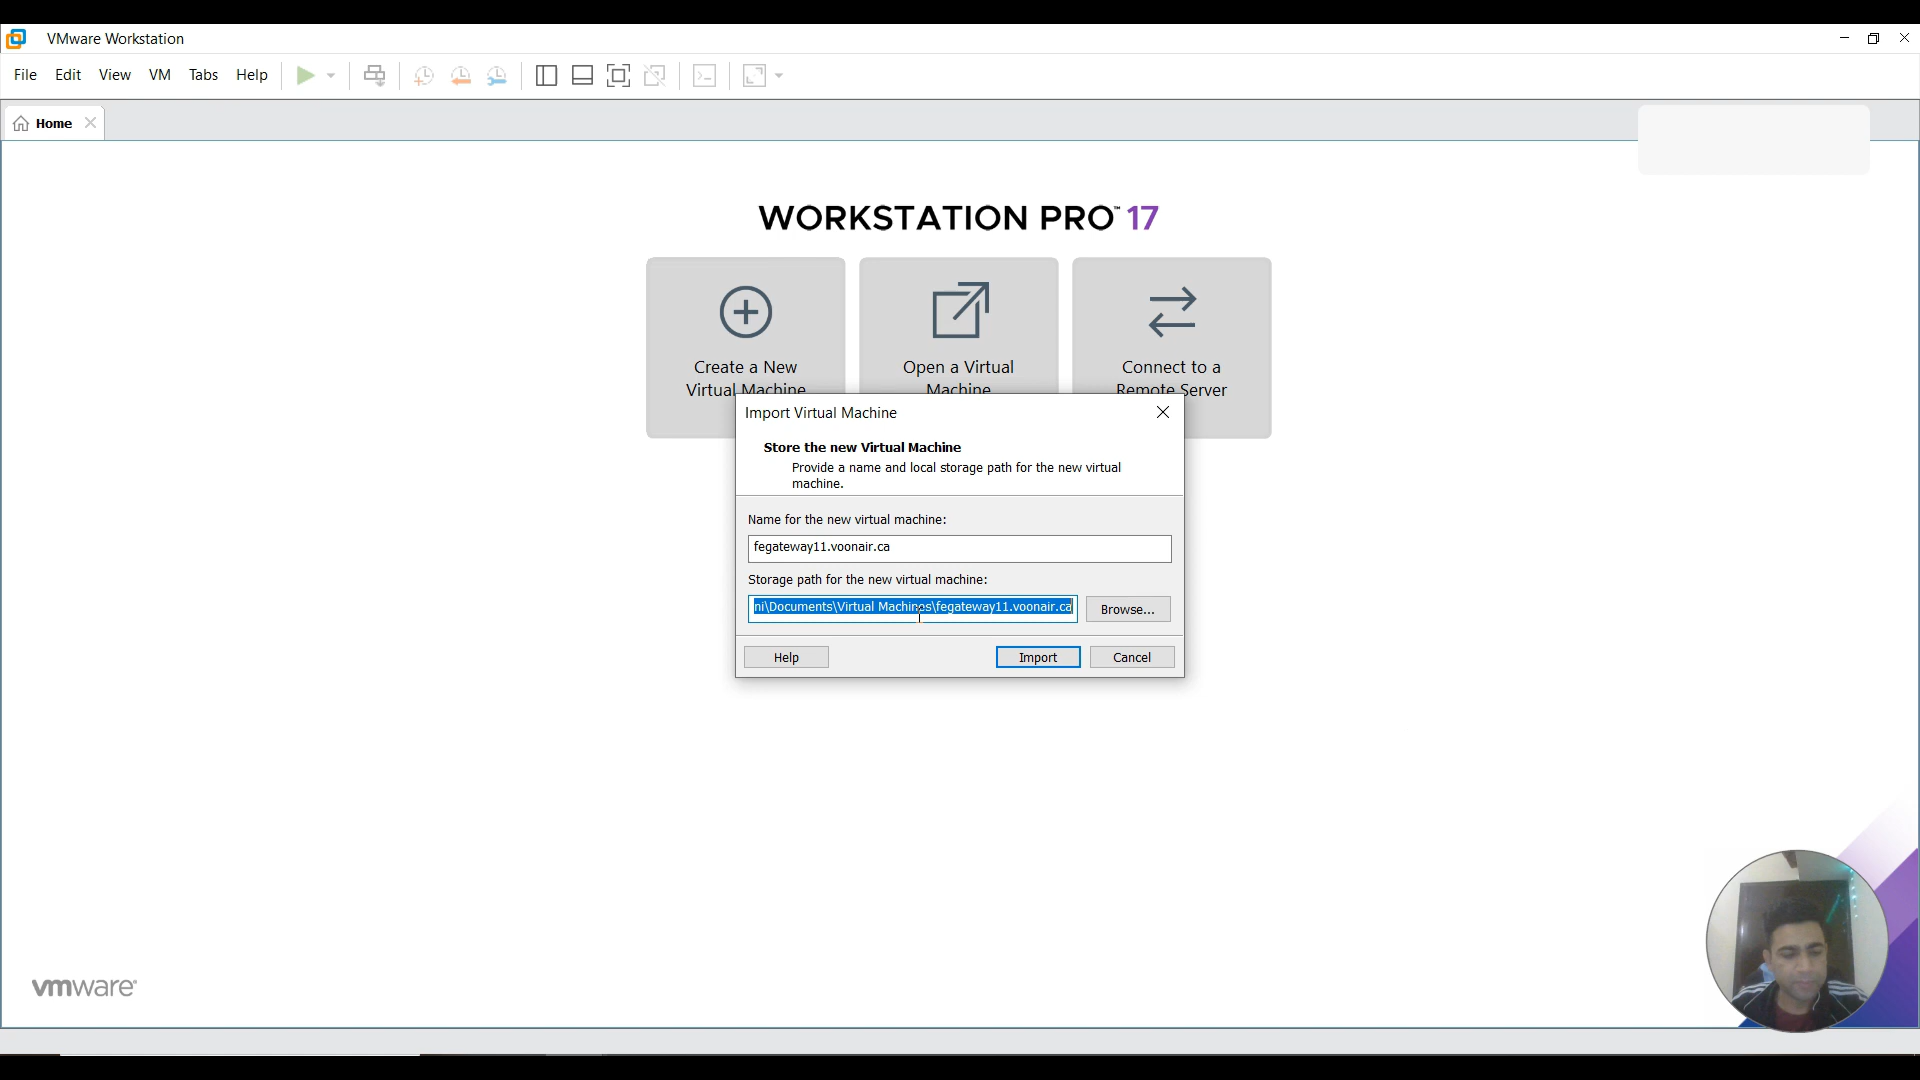 VMware Workstation
File Edit View VM Tabs Help
Home
WORKSTATION PRO™ 17
Create a New
Virtual Machine
Open a Virtual
Machine
Connect to a
Remote Server
Import Virtual Machine
Store the new Virtual Machine
Provide a name and local storage path for the new virtual
machine.
Name for the new virtual machine:
fegateway11.voonair.ca
Storage path for the new virtual machine:
ni\Documents\Virtual Machines\fegateway11.voonair.ca
Browse...
Help
Import
Cancel
vmware®